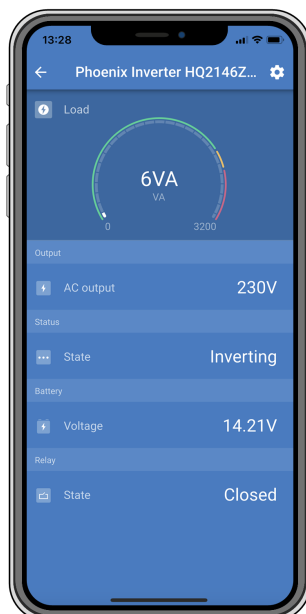 13:28
Phoenix Inverter HQ2146Z...
Load
6VA
VA
0 3200
Output
AC output 230V
Status
State Inverting
Battery
Voltage 14.21V
Relay
State Closed